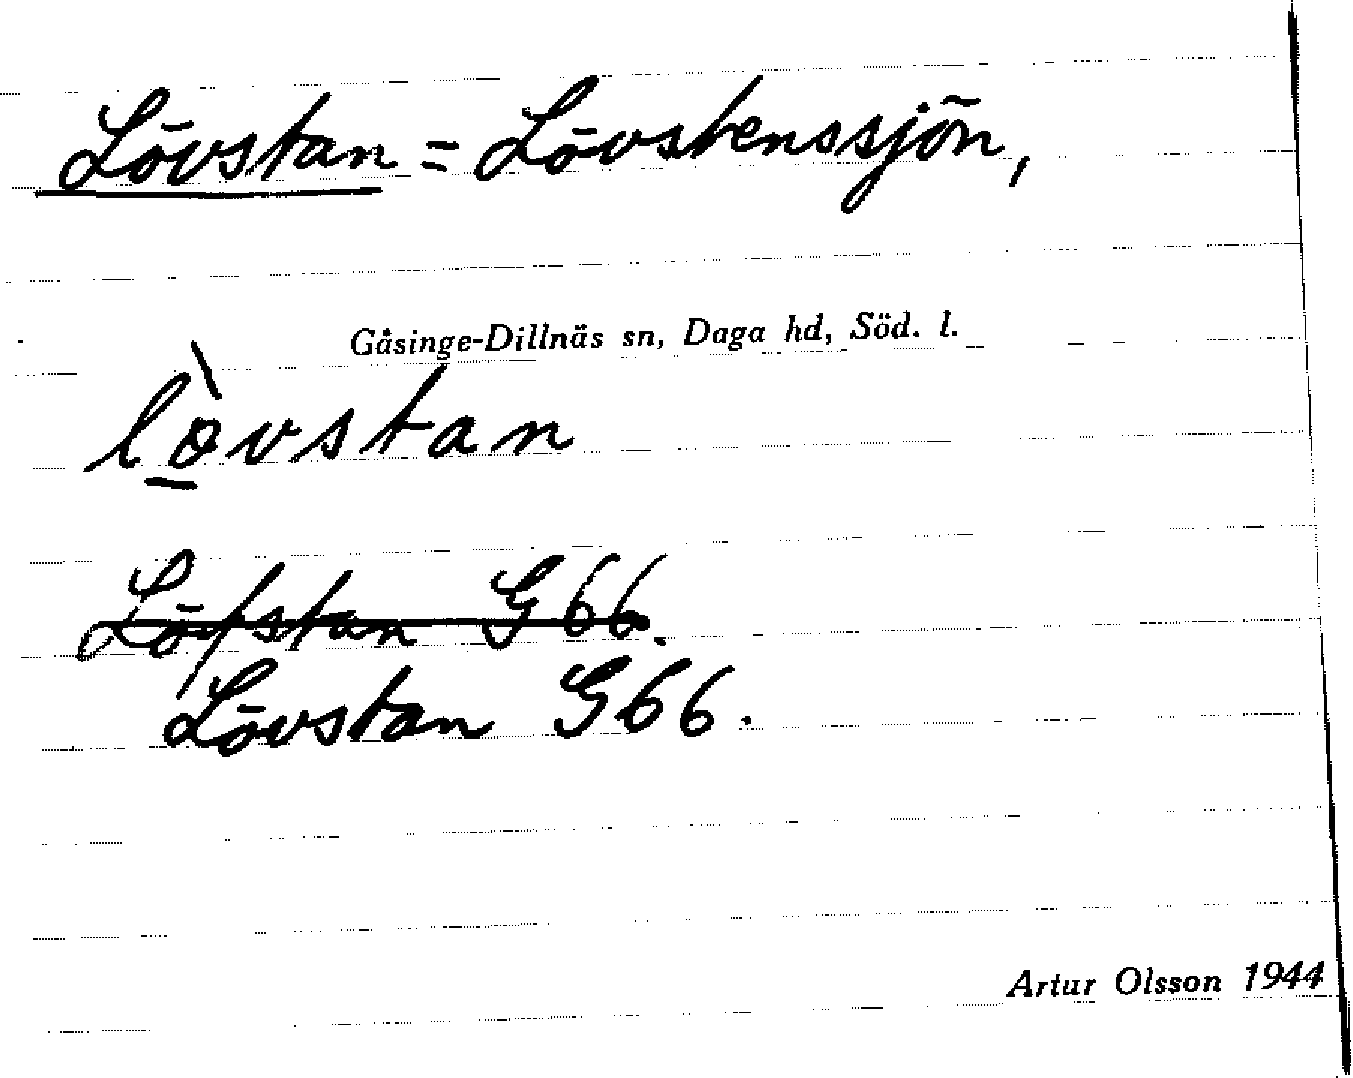 Lövstan = Lövstenssjön,
Gåsinge-Dillnäs sn, Daga hd, Söd. l.
lòvstan
Löfstan G66.
Lövstan G66.
Artur Olsson 1944